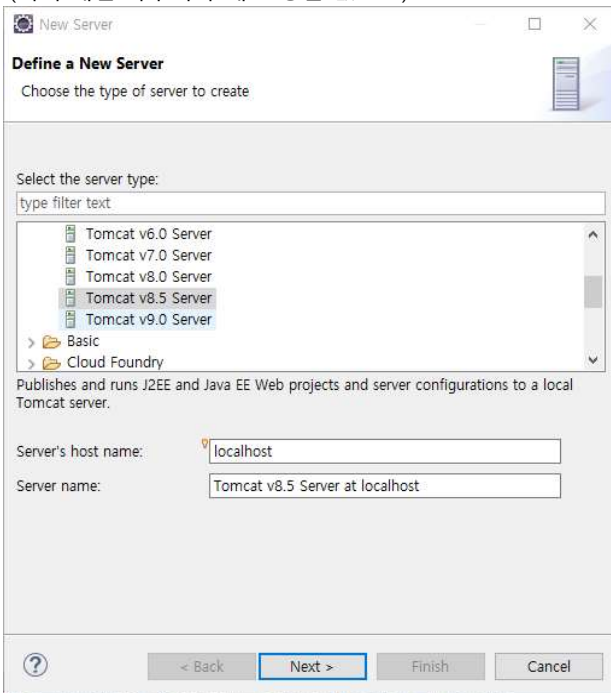 New Server
Define a New Server
Choose the type of server to create
Select the server type:
type filter text
Tomcat v6.0 Server
Tomcat v7.0 Server
Tomcat v8.0 Server
Tomcat v8.5 Server
Tomcat v9.0 Server
Basic
Cloud Foundry
Publishes and runs J2EE and Java EE Web projects and server configurations to a local
Tomcat server.
Server's host name: localhost
Server name: Tomcat v8.5 Server at localhost
? < Back Next > Finish Cancel